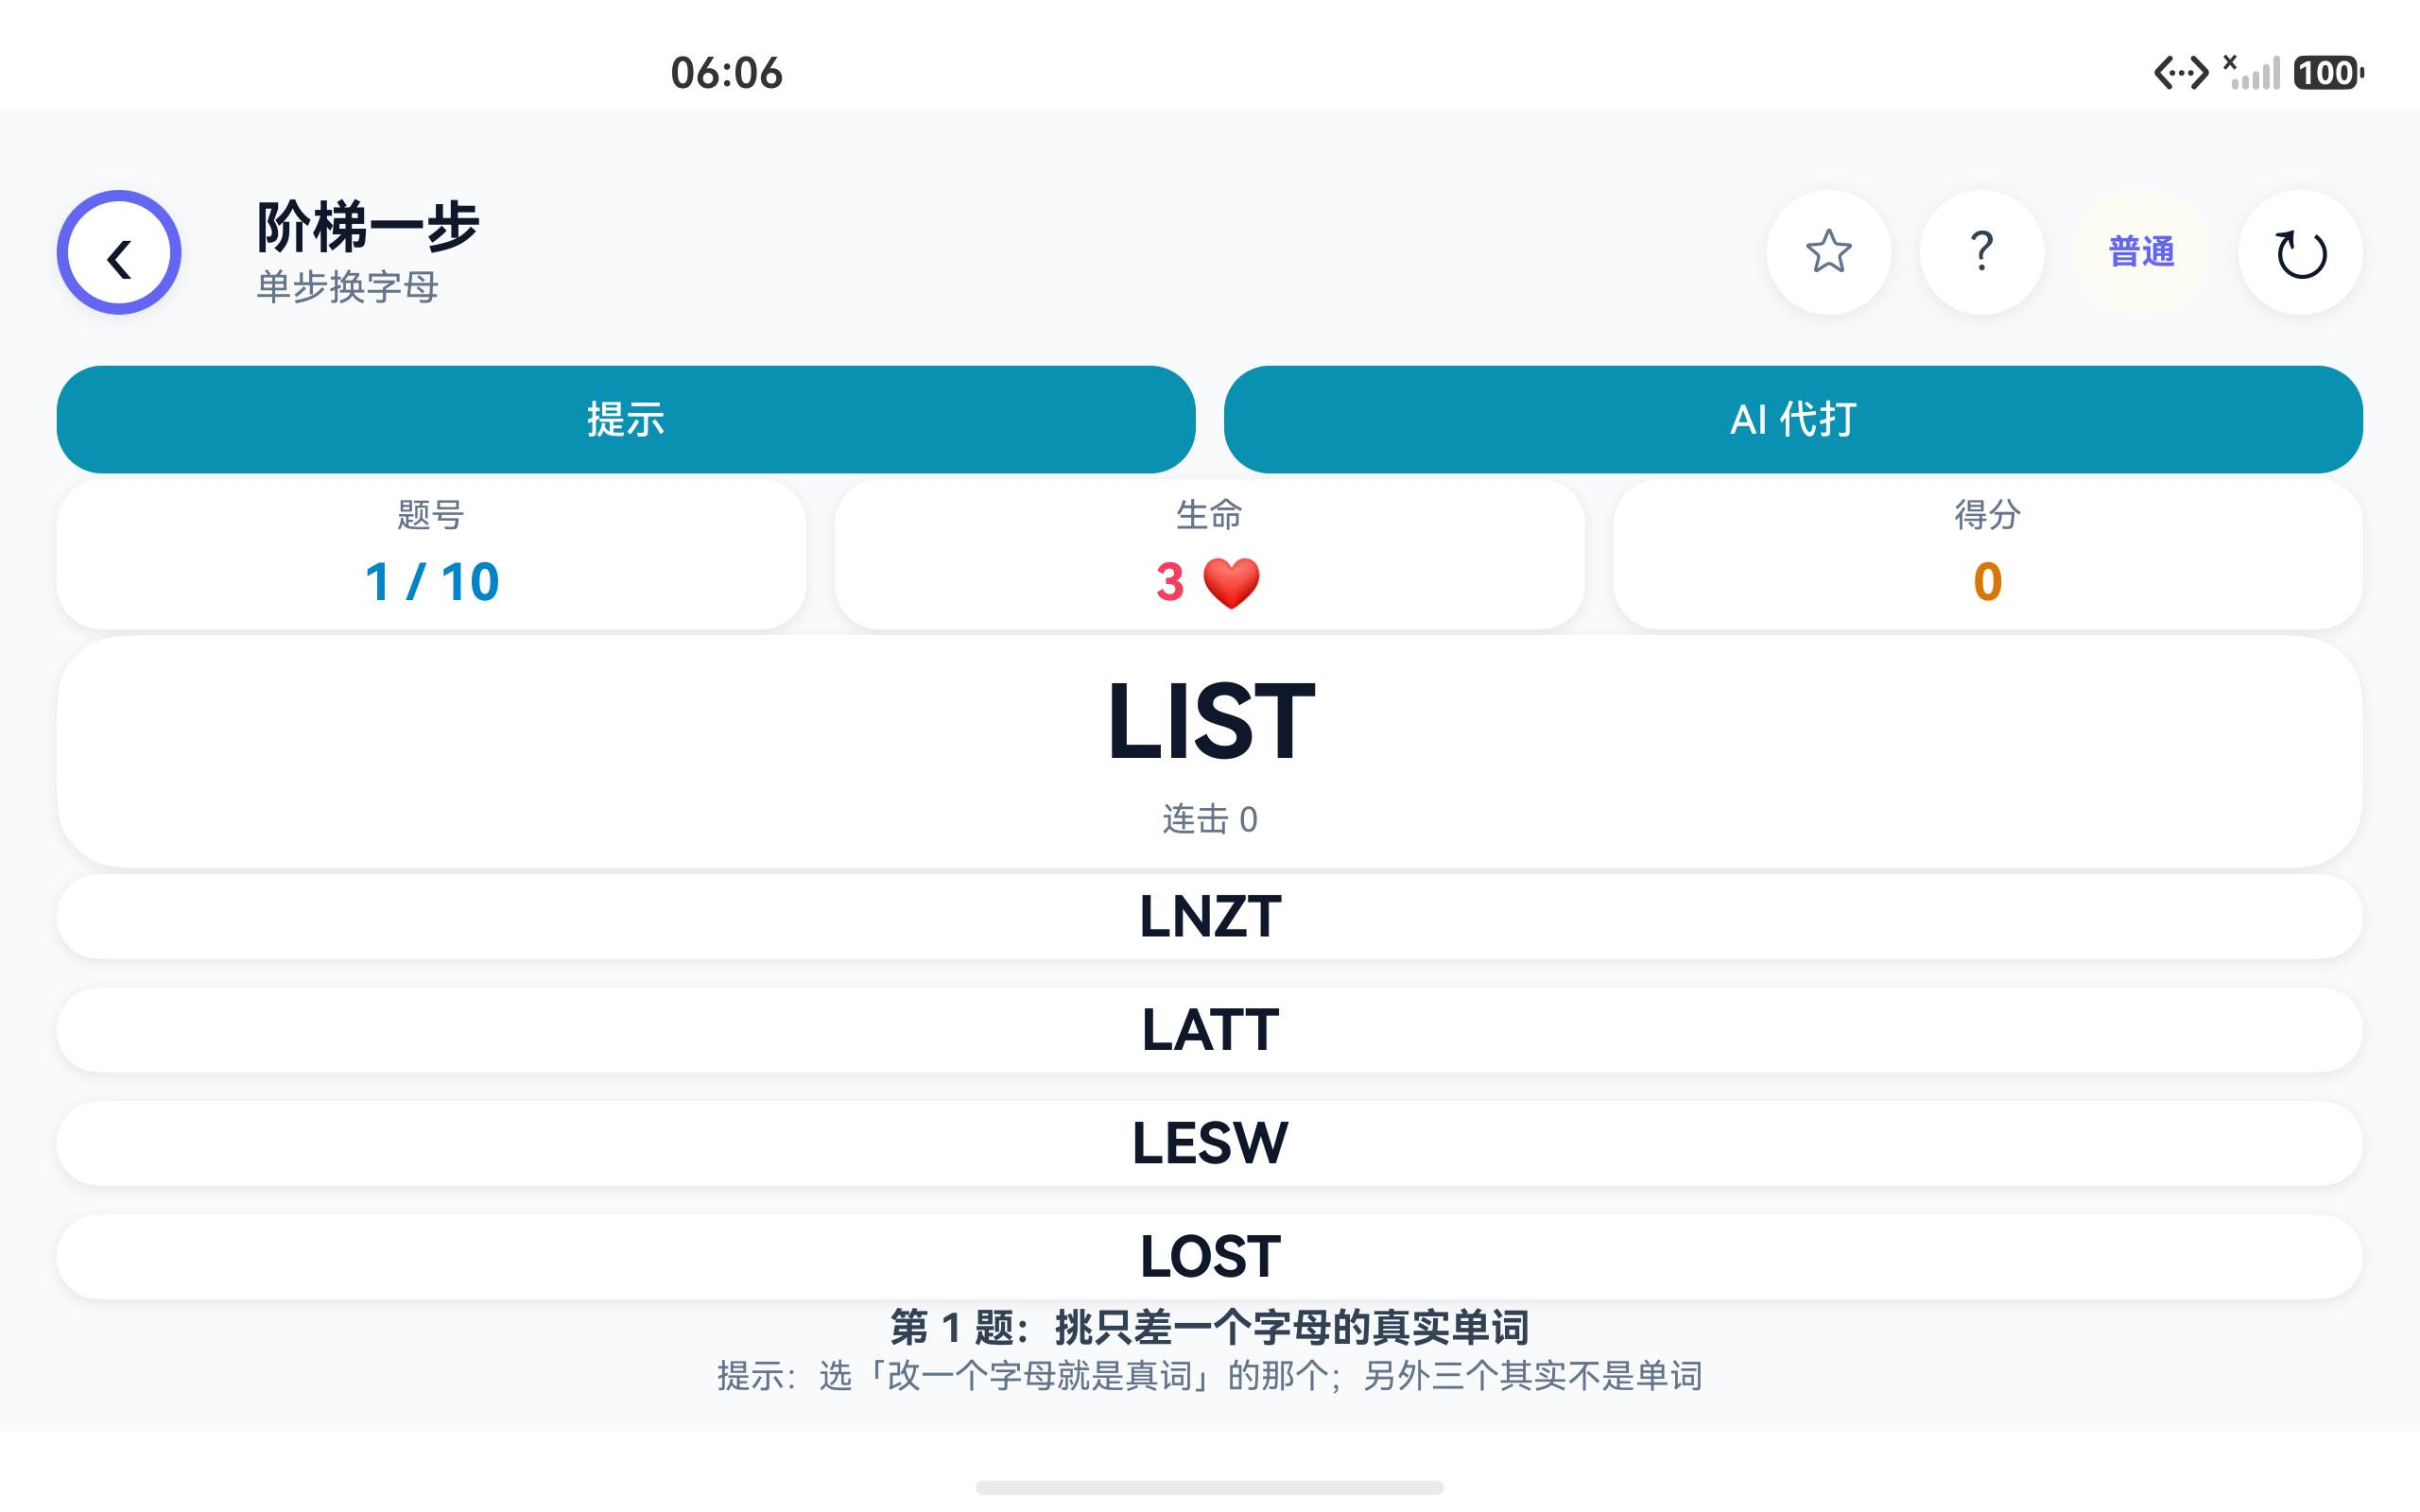 06:06
100
阶梯一步
单步换字母
?
普通
提示
AI 代打
题号
生命
得分
1 / 10
3 ❤️
0
LIST
连击 0
LNZT
LATT
LESW
LOST
第 1 题：挑只差一个字母的真实单词
提示：选「改一个字母就是真词」的那个；另外三个其实不是单词